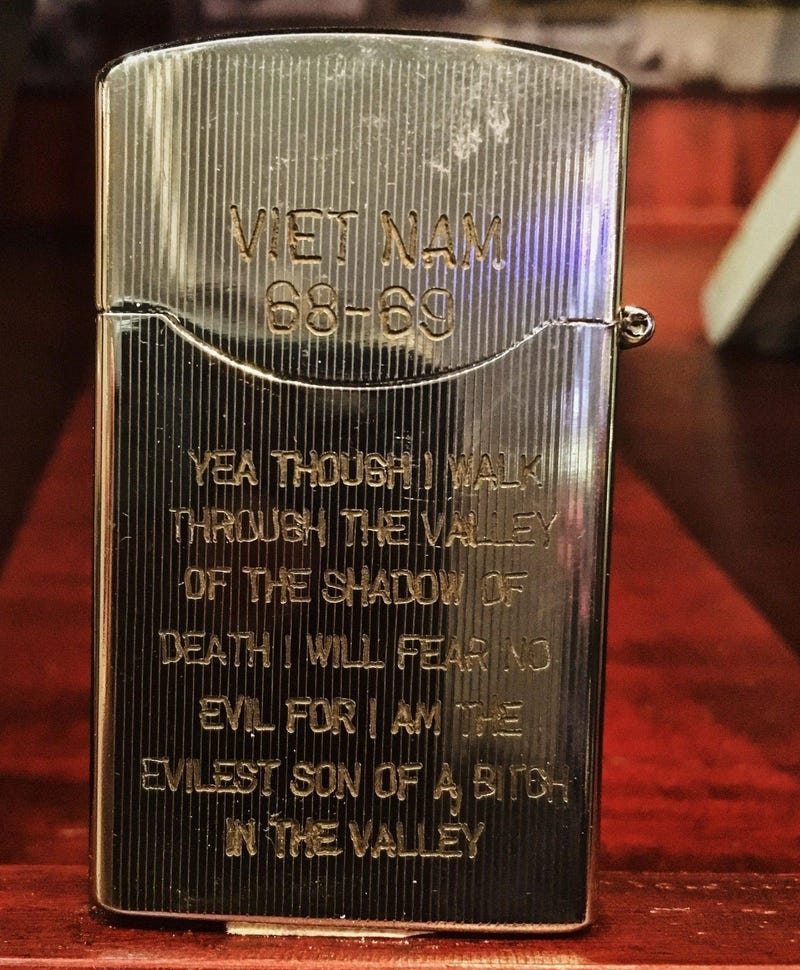 VIET NAM
68-69
YEA THOUGH I WALK
THROUGH THE VALLEY
OF THE SHADOW OF
DEATH I WILL FEAR NO
EVIL FOR I AM THE
EVILEST SON OF A BITCH
IN THE VALLEY